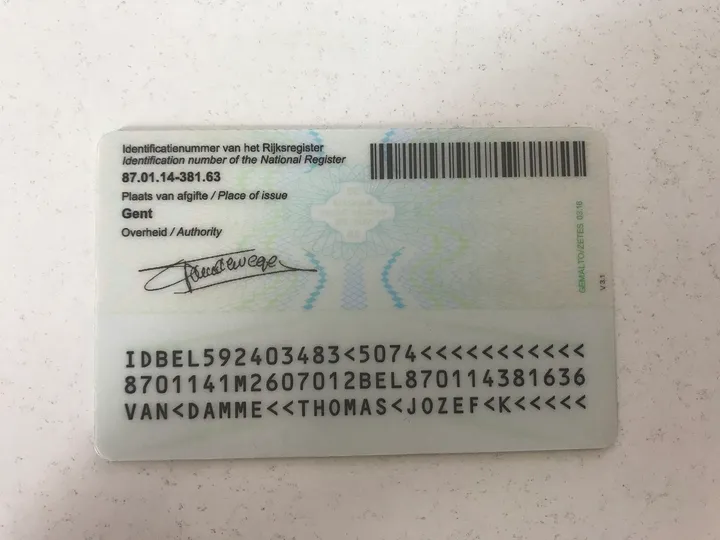 Identificatienummer van het Rijksregister
Identification number of the National Register
87.01.14-381.63
Plaats van afgifte / Place of issue
Gent
Overheid / Authority
GEMALTO/ZETES 03.10
V 3.1
IDBEL592403483<5074<<<<<<<<<<<
8701141M2607012BEL870114381636
VAN<DAMME<<THOMAS<JOZEF<K<<<<<